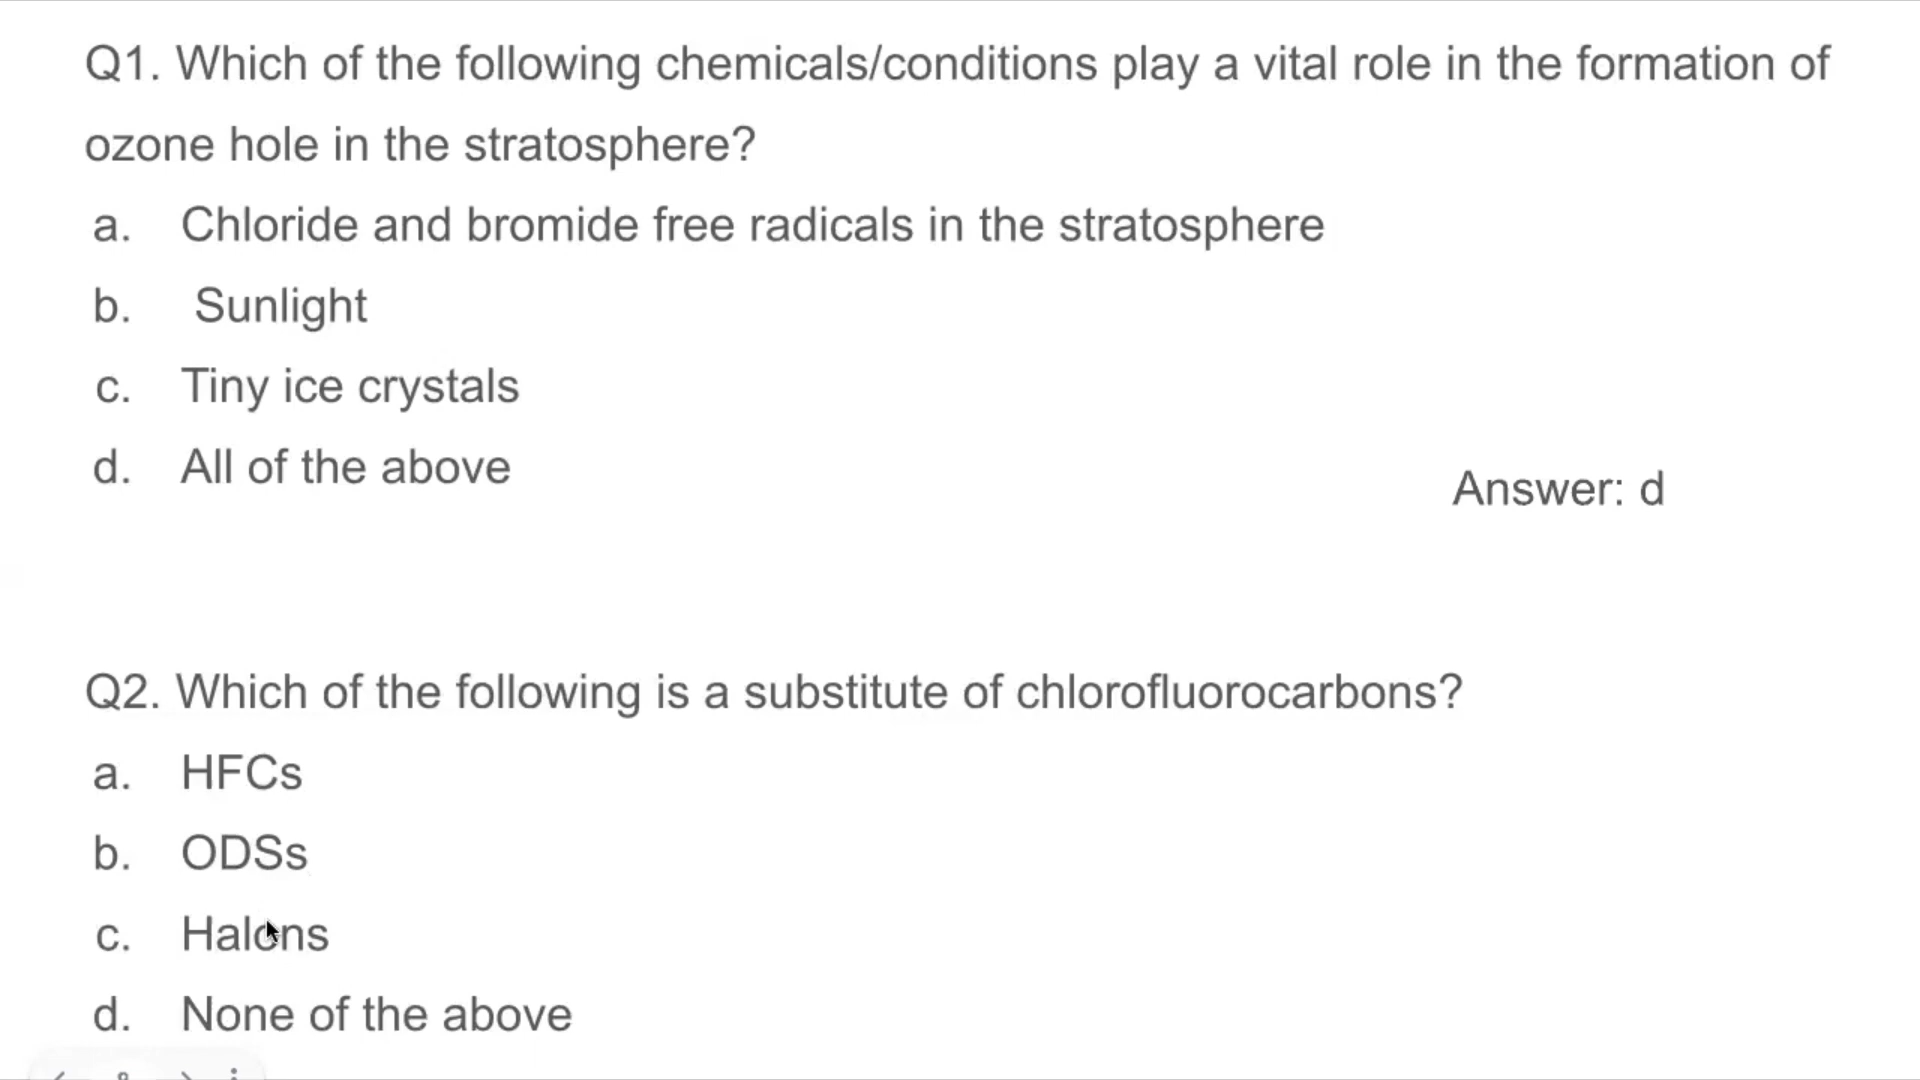 Q1. Which of the following chemicals/conditions play a vital role in the formation of
ozone hole in the stratosphere?
a. Chloride and bromide free radicals in the stratosphere
b. Sunlight
c. Tiny ice crystals
d. All of the above
Answer: d
Q2. Which of the following is a substitute of chlorofluorocarbons?
a. HFCs
b. ODSs
c. Halons
d. None of the above